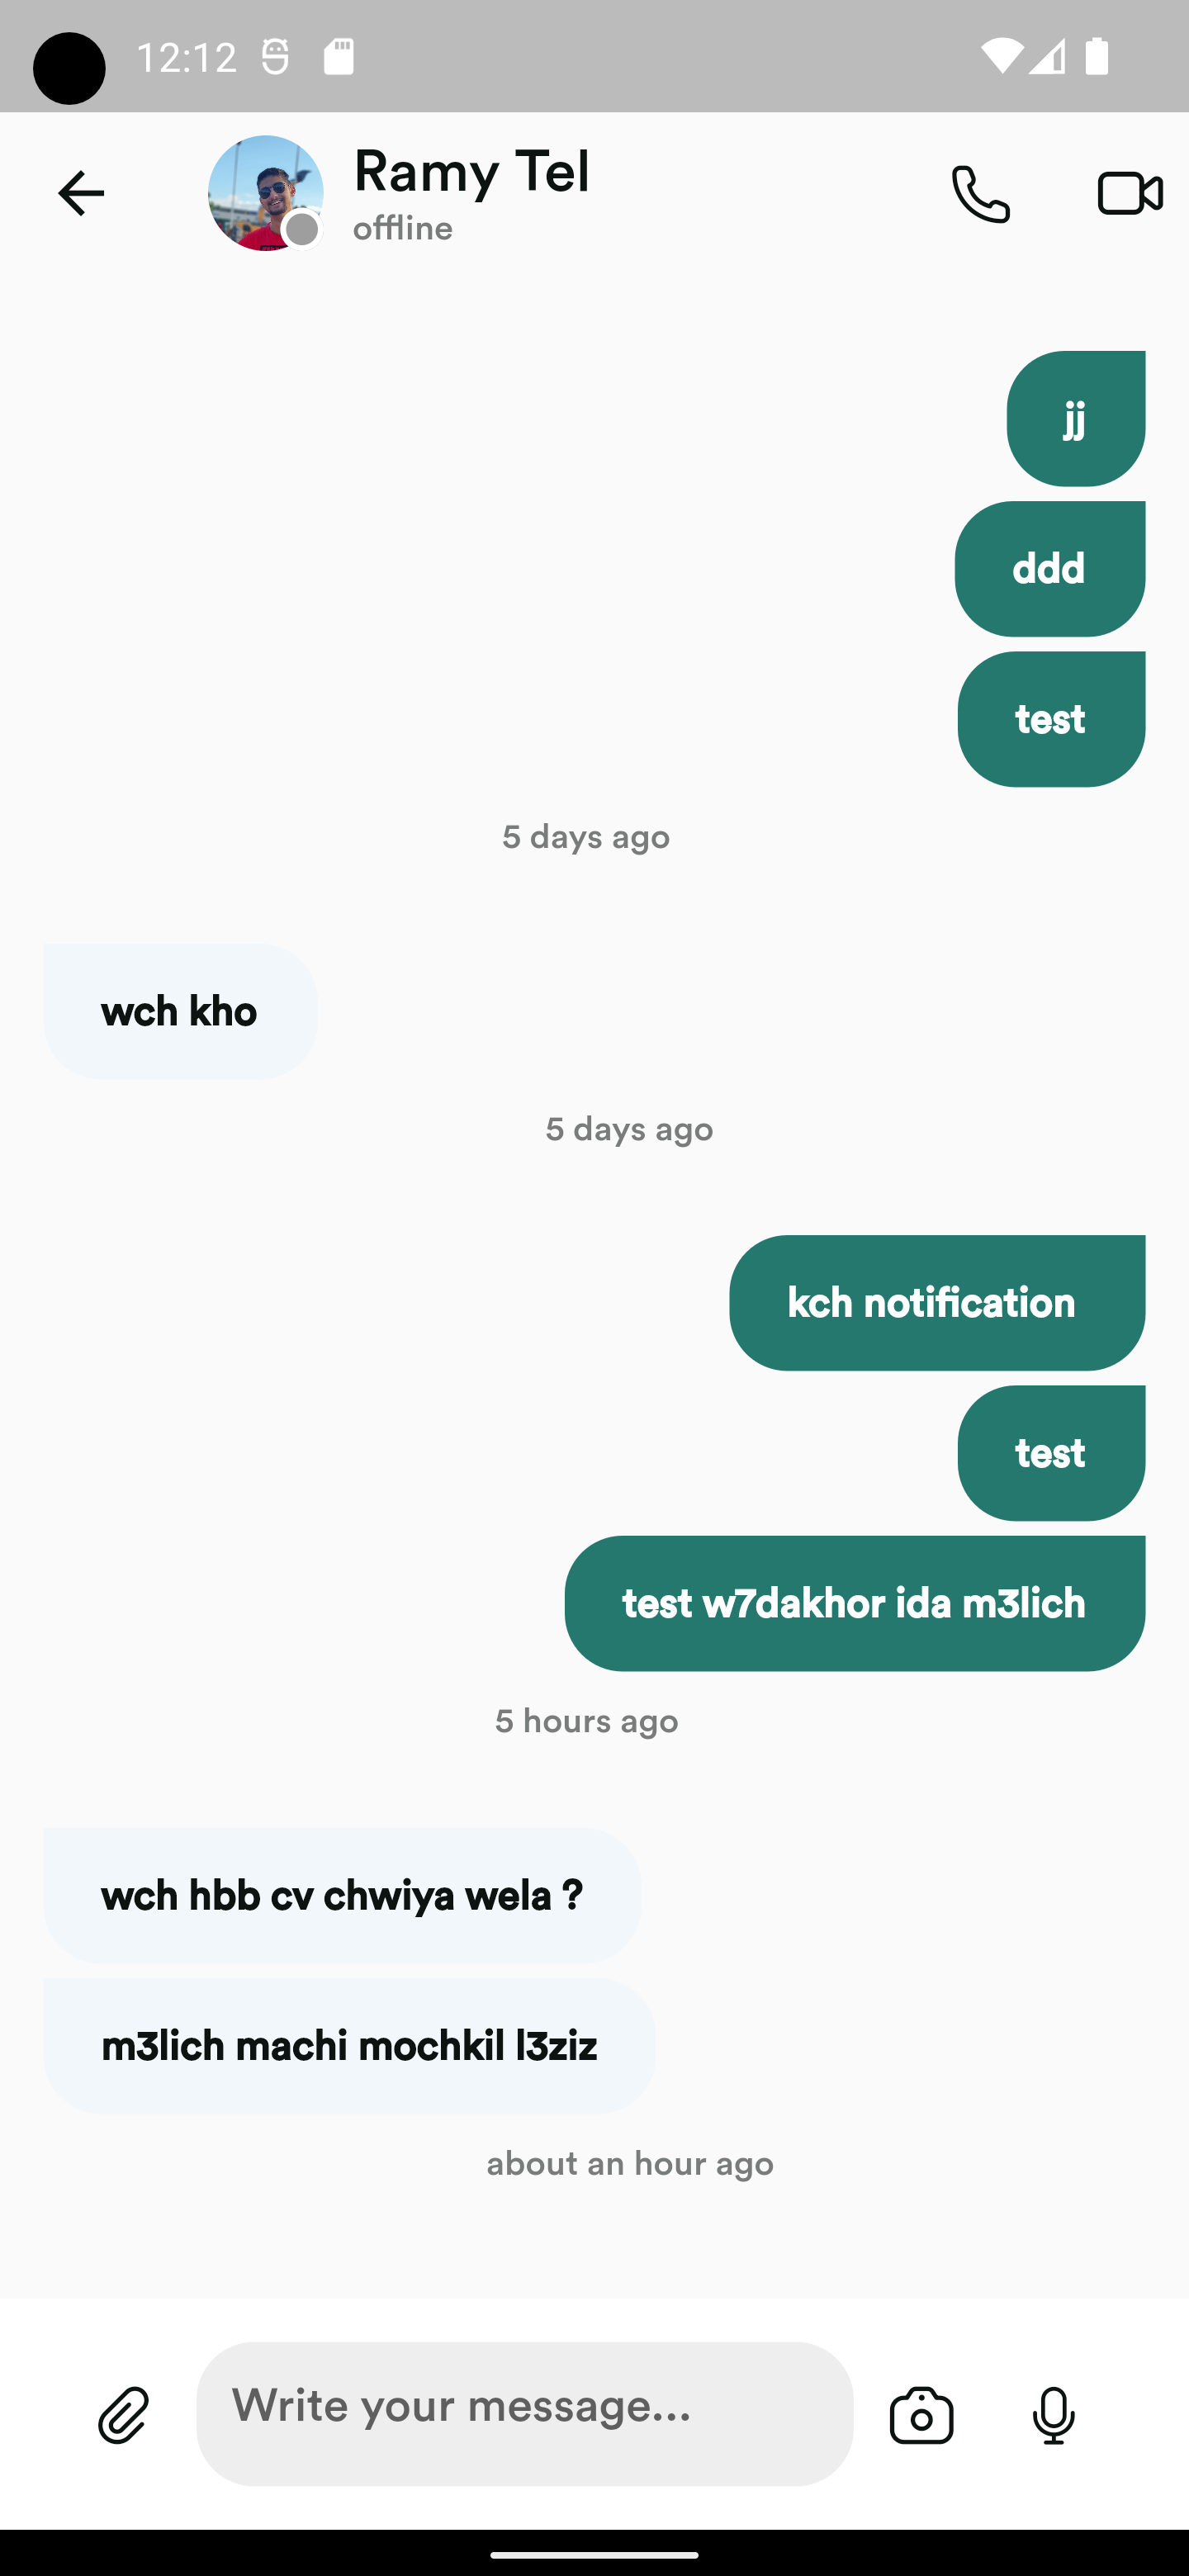 12:12
Ramy Tel
offline
jj
ddd
test
5 days ago
wch kho
5 days ago
kch notification
test
test w7dakhor ida m3lich
5 hours ago
wch hbb cv chwiya wela ?
m3lich machi mochkil l3ziz
about an hour ago
Write your message...